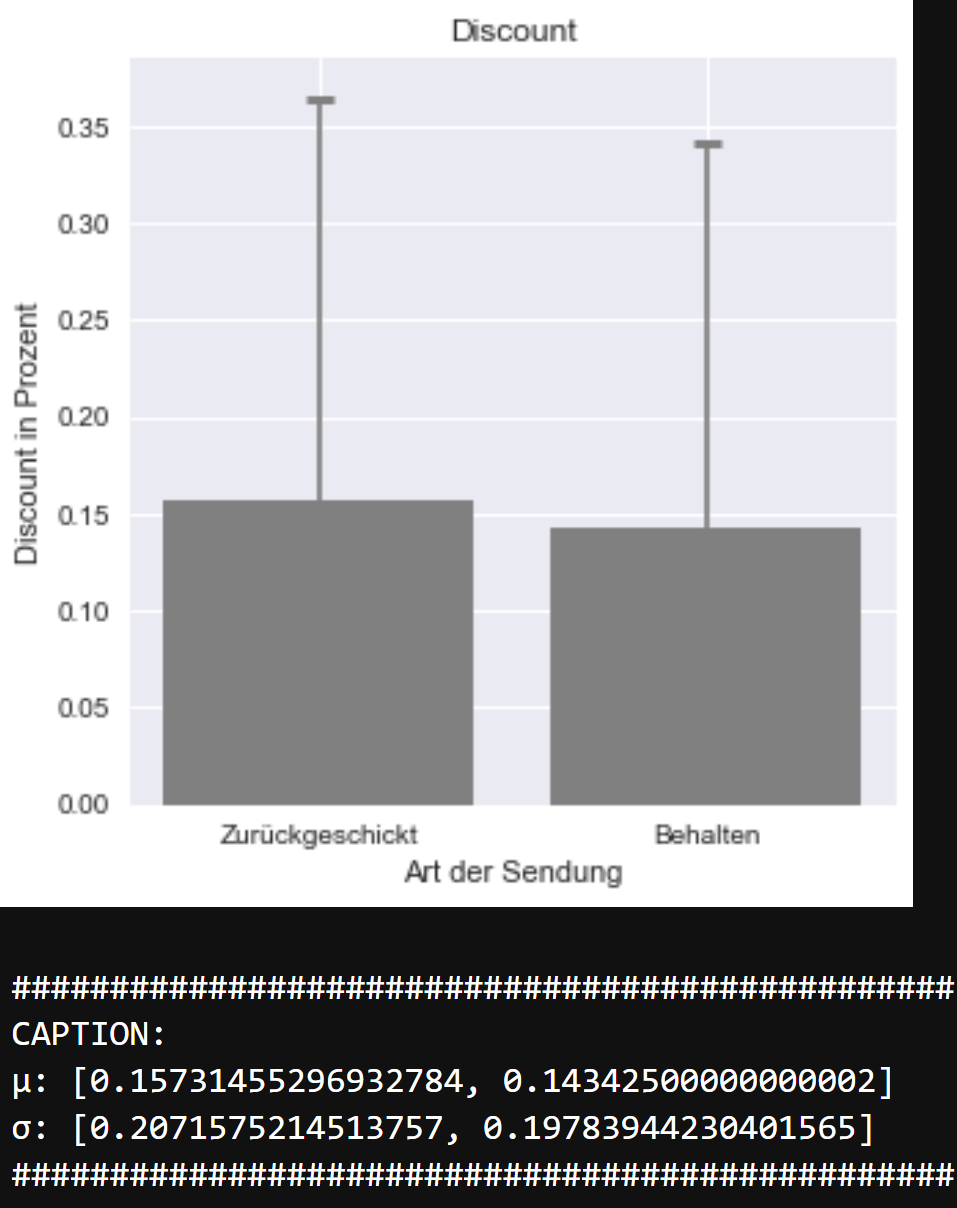 Discount
0.35
0.30
0.25
0.20
0.15
0.10
0.05
0.00
Discount in Prozent
Zurückgeschickt Behalten
Art der Sendung
################################################
CAPTION:
μ: [0.15731455296932784, 0.14342500000000002]
σ: [0.2071575214513757, 0.19783944230401565]
################################################